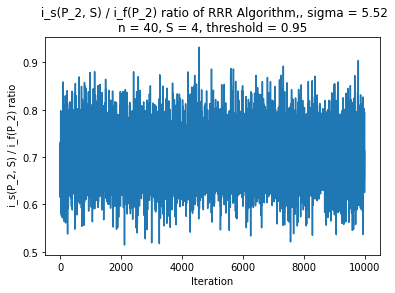 i_s(P_2, S) / i_f(P_2) ratio of RRR Algorithm,, sigma = 5.52
n = 40, S = 4, threshold = 0.95
i_s(P_2, S) / i_f(P_2) ratio
0.9
0.8
0.7
0.6
0.5
0 2000 4000 6000 8000 10000
Iteration